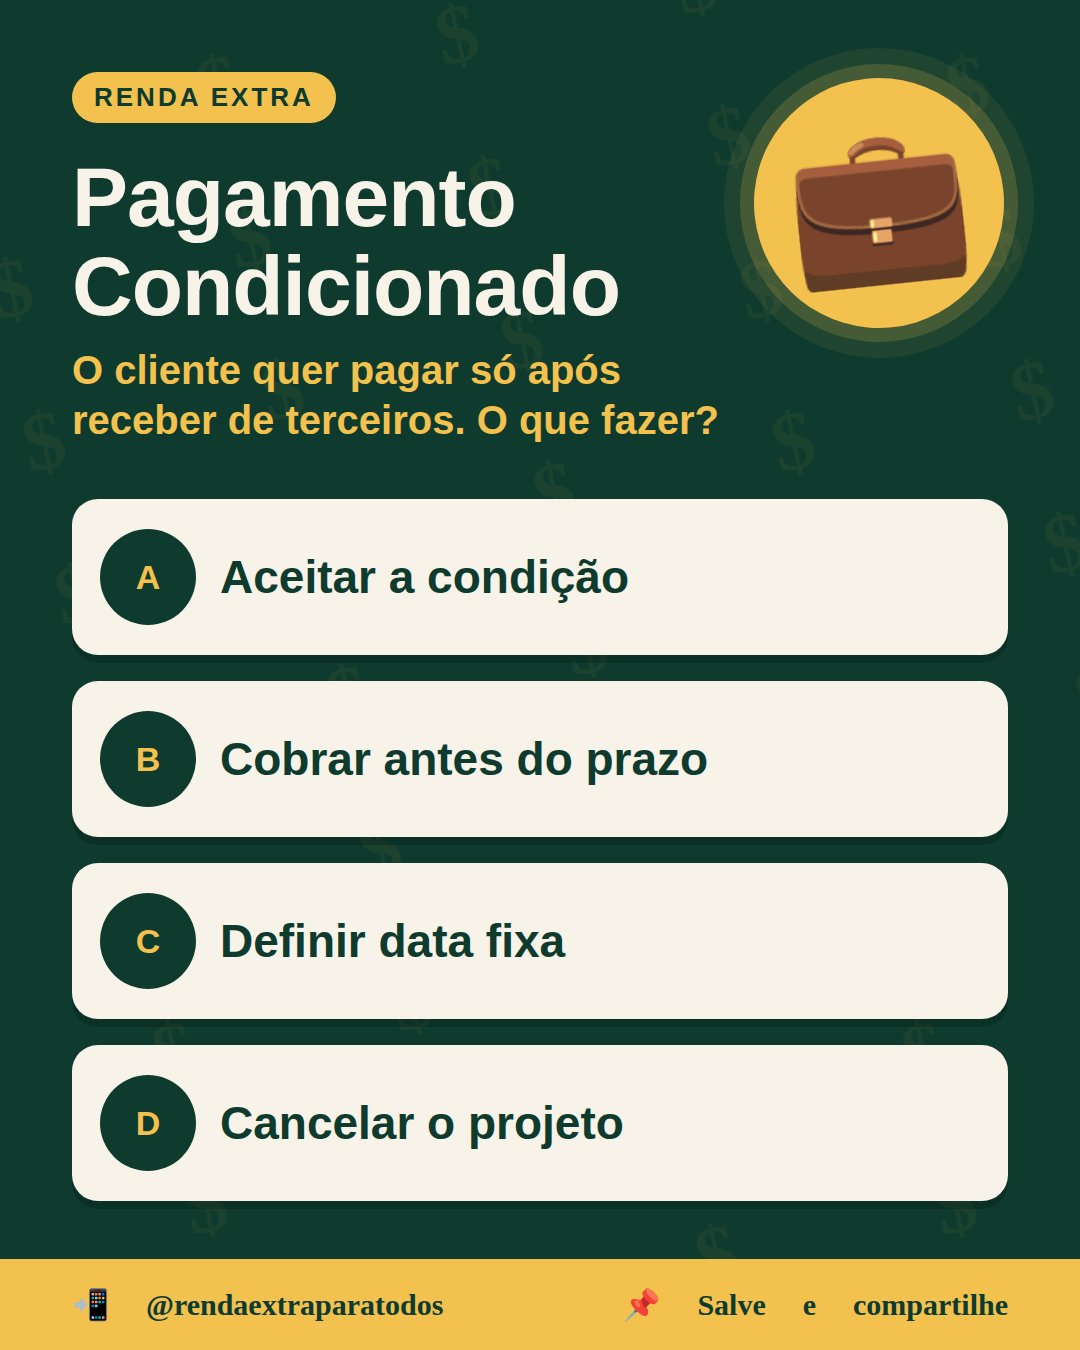 RENDA EXTRA
Pagamento
Condicionado
O cliente quer pagar só após
receber de terceiros. O que fazer?
A Aceitar a condição
B Cobrar antes do prazo
C Definir data fixa
D Cancelar o projeto
@rendaextraparatodos Salve e compartilhe